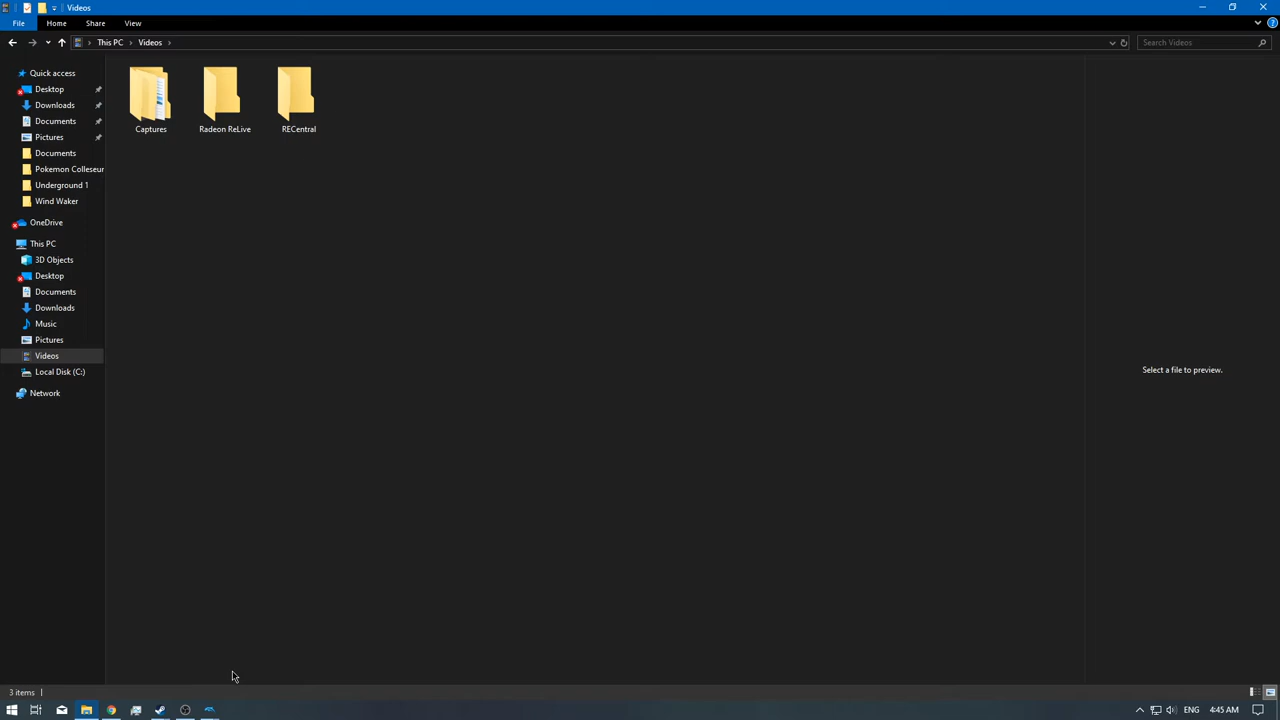 Videos
File Home Share View
This PC Videos
Search Videos
Quick access
Desktop
Downloads
Documents
Pictures
Documents
Pokemon Colleseur
Underground 1
Wind Waker
OneDrive
This PC
3D Objects
Desktop
Documents
Downloads
Music
Pictures
Videos
Local Disk (C:)
Network
Captures Radeon ReLive RECentral
Select a file to preview.
3 items
ENG 4:45 AM